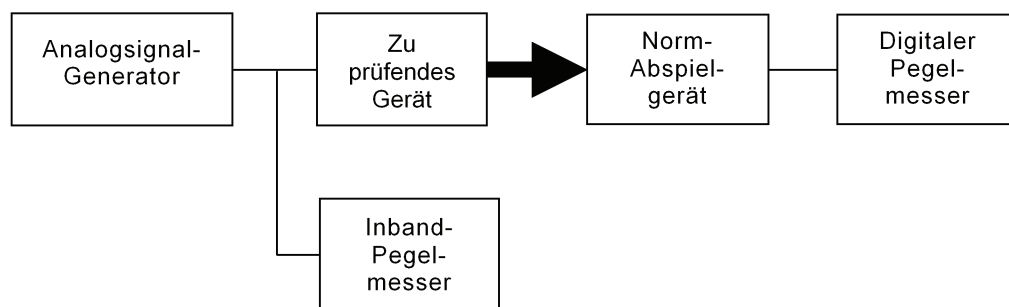 Analogsignal-
Generator
Zu
prüfendes
Gerät
Norm-
Abspiel-
gerät
Digitaler
Pegel-
messer
Inband-
Pegel-
messer